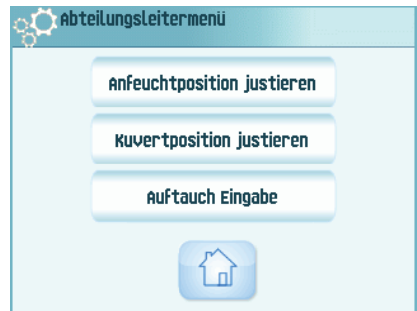 Abteilungsleitermenü
Anfeuchtposition justieren
Kuvertposition justieren
Auftauch Eingabe